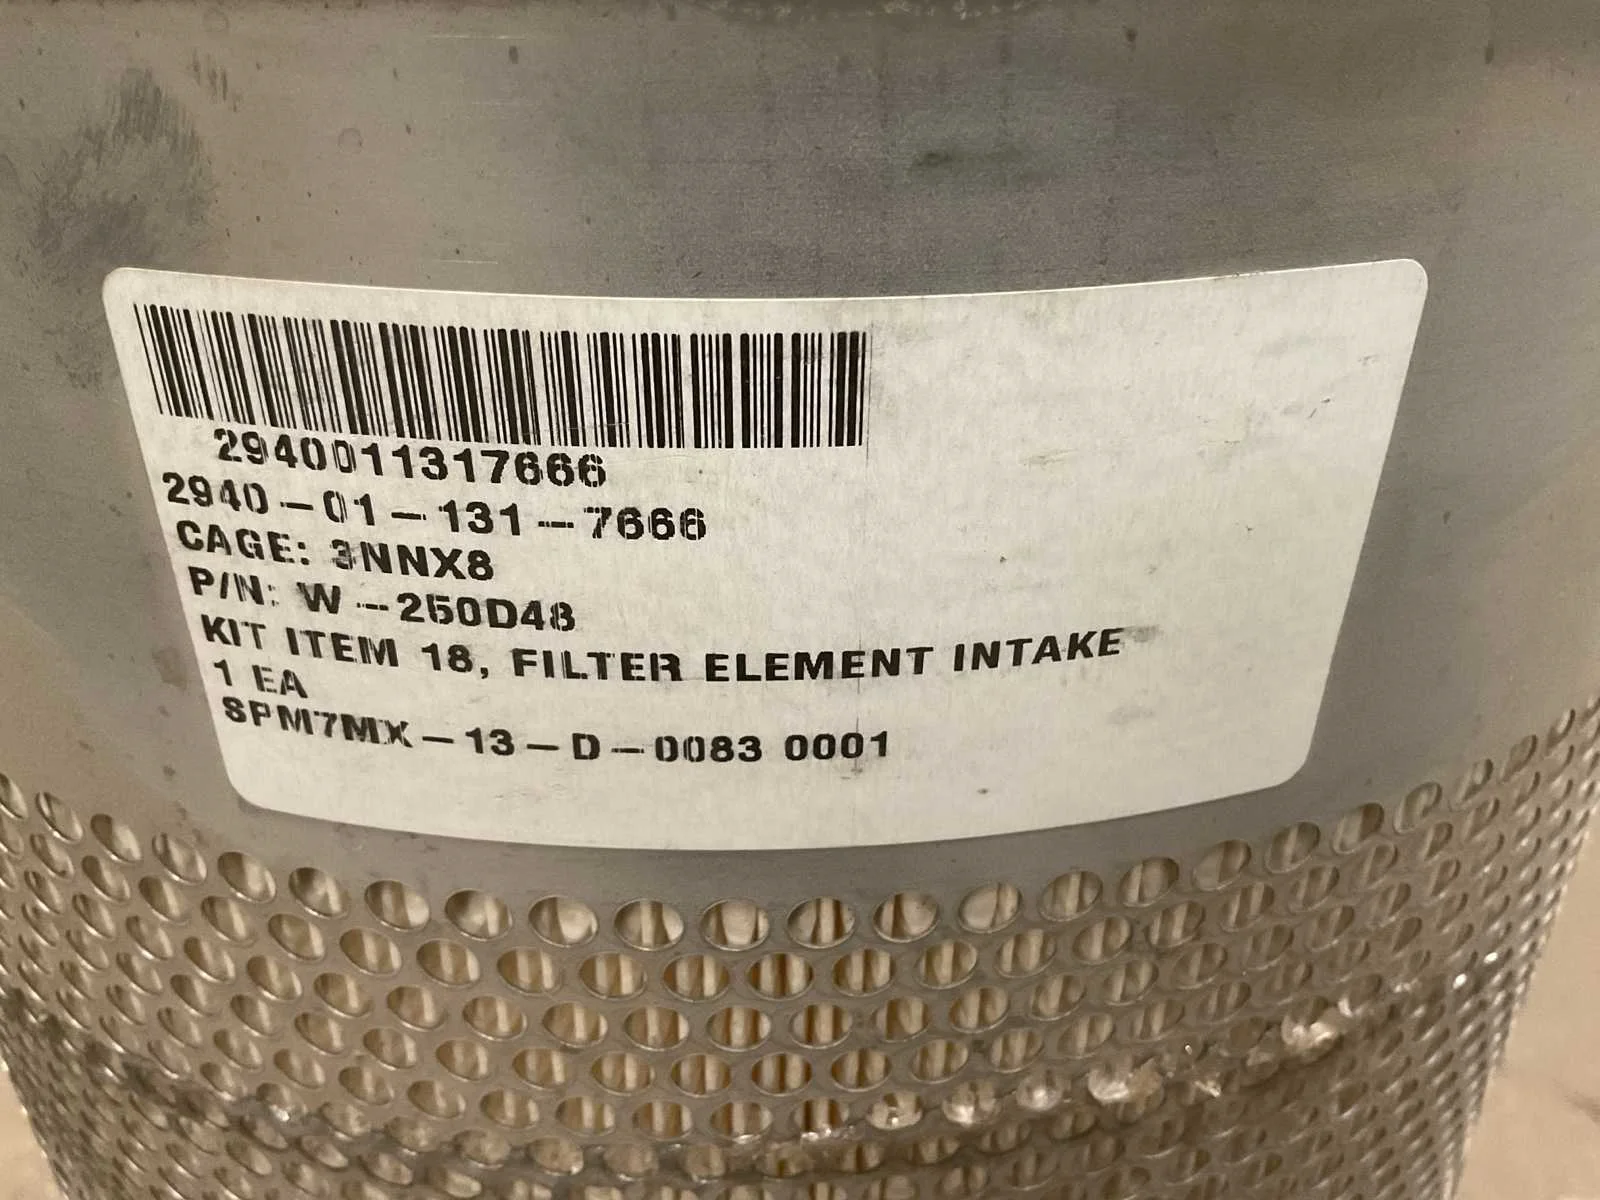 2940011317666
2940-01-131-7666
CAGE: 3NNX8
P/N: W-250D48
KIT ITEM 18, FILTER ELEMENT INTAKE
1 EA
SPM7MX-13-D-0083 0001